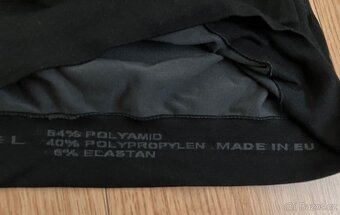 L 54% POLYAMID
40% POLYPROPYLEN MADE IN EU
6% ELASTAN